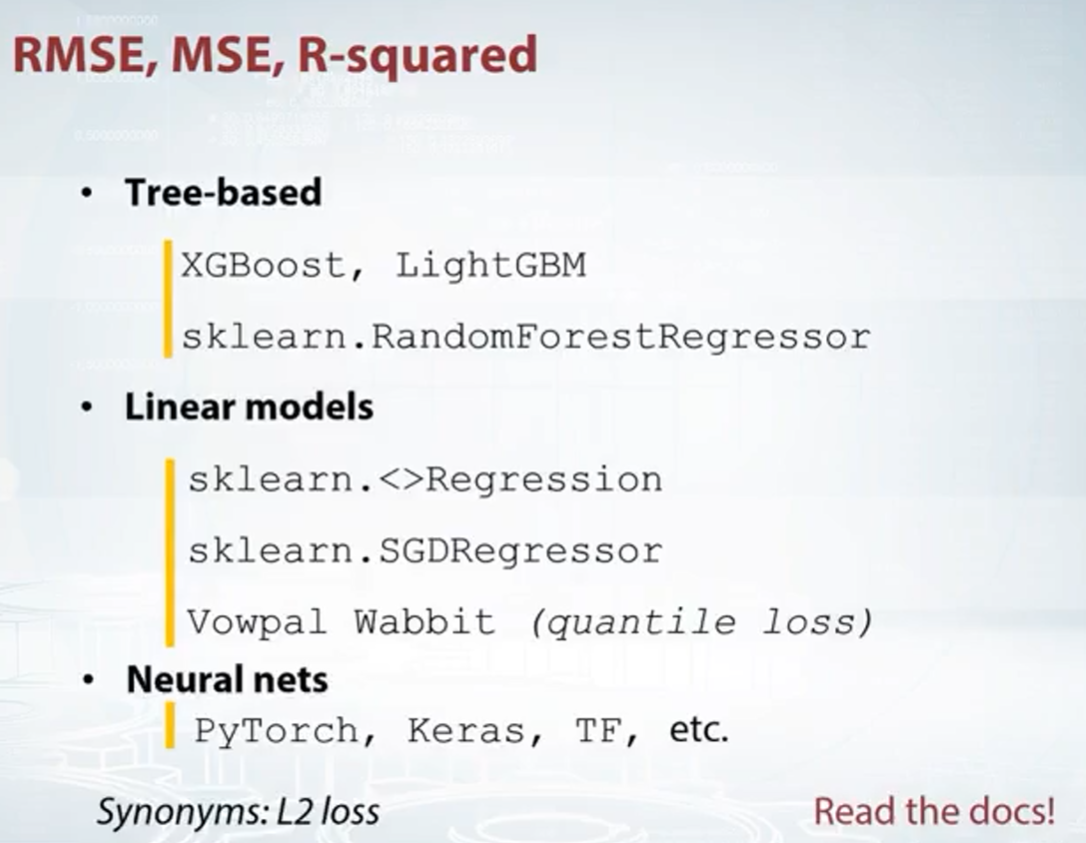 RMSE, MSE, R-squared
• Tree-based
XGBoost, LightGBM
sklearn.RandomForestRegressor
• Linear models
sklearn.<>Regression
sklearn.SGDRegressor
Vowpal Wabbit (quantile loss)
• Neural nets
PyTorch, Keras, TF, etc.
Synonyms: L2 loss
Read the docs!